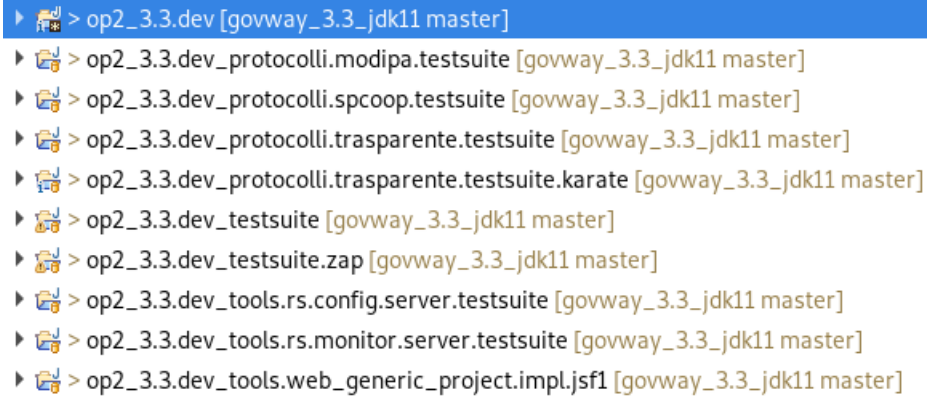 > op2_3.3.dev [govway_3.3_jdk11 master]
> op2_3.3.dev_protocolli.modipa.testsuite [govway_3.3_jdk11 master]
> op2_3.3.dev_protocolli.spcoop.testsuite [govway_3.3_jdk11 master]
> op2_3.3.dev_protocolli.trasparente.testsuite [govway_3.3_jdk11 master]
> op2_3.3.dev_protocolli.trasparente.testsuite.karate [govway_3.3_jdk11 master]
> op2_3.3.dev_testsuite [govway_3.3_jdk11 master]
> op2_3.3.dev_testsuite.zap [govway_3.3_jdk11 master]
> op2_3.3.dev_tools.rs.config.server.testsuite [govway_3.3_jdk11 master]
> op2_3.3.dev_tools.rs.monitor.server.testsuite [govway_3.3_jdk11 master]
> op2_3.3.dev_tools.web_generic_project.impl.jsf1 [govway_3.3_jdk11 master]